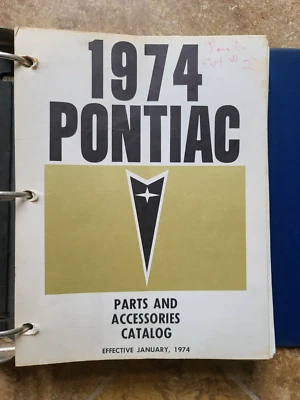 1974
PONTIAC
PARTS AND
ACCESSORIES
CATALOG
EFFECTIVE JANUARY, 1974